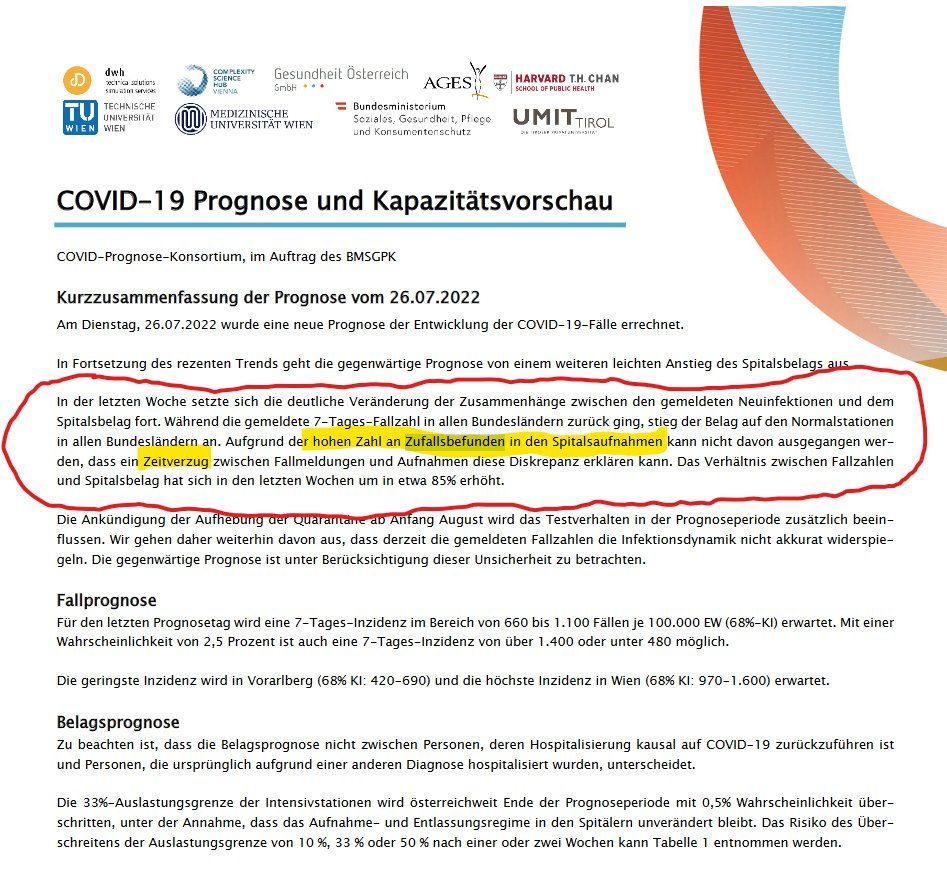 dwh
technical solutions
simulation services
COMPLEXITY
SCIENCE
HUB
VIENNA
Gesundheit Österreich
GmbH
AGES
HARVARD T.H. CHAN
SCHOOL OF PUBLIC HEALTH
TU
WIEN
TECHNISCHE
UNIVERSITÄT
WIEN
MEDIZINISCHE
UNIVERSITÄT WIEN
Bundesministerium
Soziales, Gesundheit, Pflege
und Konsumentenschutz
UMIT TIROL
DIE TIROLER PRIVATUNIVERSITÄT
COVID-19 Prognose und Kapazitätsvorschau
COVID-Prognose-Konsortium, im Auftrag des BMSGPK
Kurzzusammenfassung der Prognose vom 26.07.2022
Am Dienstag, 26.07.2022 wurde eine neue Prognose der Entwicklung der COVID-19-Fälle errechnet.
In Fortsetzung des rezenten Trends geht die gegenwärtige Prognose von einem weiteren leichten Anstieg des Spitalsbelags aus.
In der letzten Woche setzte sich die deutliche Veränderung der Zusammenhänge zwischen den gemeldeten Neuinfektionen und dem
Spitalsbelag fort. Während die gemeldete 7-Tages-Fallzahl in allen Bundesländern zurück ging, stieg der Belag auf den Normalstationen
in allen Bundesländern an. Aufgrund der hohen Zahl an Zufallsbefunden in den Spitalsaufnahmen kann nicht davon ausgegangen wer-
den, dass ein Zeitverzug zwischen Fallmeldungen und Aufnahmen diese Diskrepanz erklären kann. Das Verhältnis zwischen Fallzahlen
und Spitalsbelag hat sich in den letzten Wochen um in etwa 85% erhöht.
Die Ankündigung der Aufhebung der Quarantäne ab Anfang August wird das Testverhalten in der Prognoseperiode zusätzlich beein-
flussen. Wir gehen daher weiterhin davon aus, dass derzeit die gemeldeten Fallzahlen die Infektionsdynamik nicht akkurat widerspie-
geln. Die gegenwärtige Prognose ist unter Berücksichtigung dieser Unsicherheit zu betrachten.
Fallprognose
Für den letzten Prognosetag wird eine 7-Tages-Inzidenz im Bereich von 660 bis 1.100 Fällen je 100.000 EW (68%-KI) erwartet. Mit einer
Wahrscheinlichkeit von 2,5 Prozent ist auch eine 7-Tages-Inzidenz von über 1.400 oder unter 480 möglich.
Die geringste Inzidenz wird in Vorarlberg (68% KI: 420-690) und die höchste Inzidenz in Wien (68% KI: 970-1.600) erwartet.
Belagsprognose
Zu beachten ist, dass die Belagsprognose nicht zwischen Personen, deren Hospitalisierung kausal auf COVID-19 zurückzuführen ist
und Personen, die ursprünglich aufgrund einer anderen Diagnose hospitalisiert wurden, unterscheidet.
Die 33%-Auslastungsgrenze der Intensivstationen wird österreichweit Ende der Prognoseperiode mit 0,5% Wahrscheinlichkeit über-
schritten, unter der Annahme, dass das Aufnahme- und Entlassungsregime in den Spitälern unverändert bleibt. Das Risiko des Über-
schreitens der Auslastungsgrenze von 10 %, 33 % oder 50 % nach einer oder zwei Wochen kann Tabelle 1 entnommen werden.